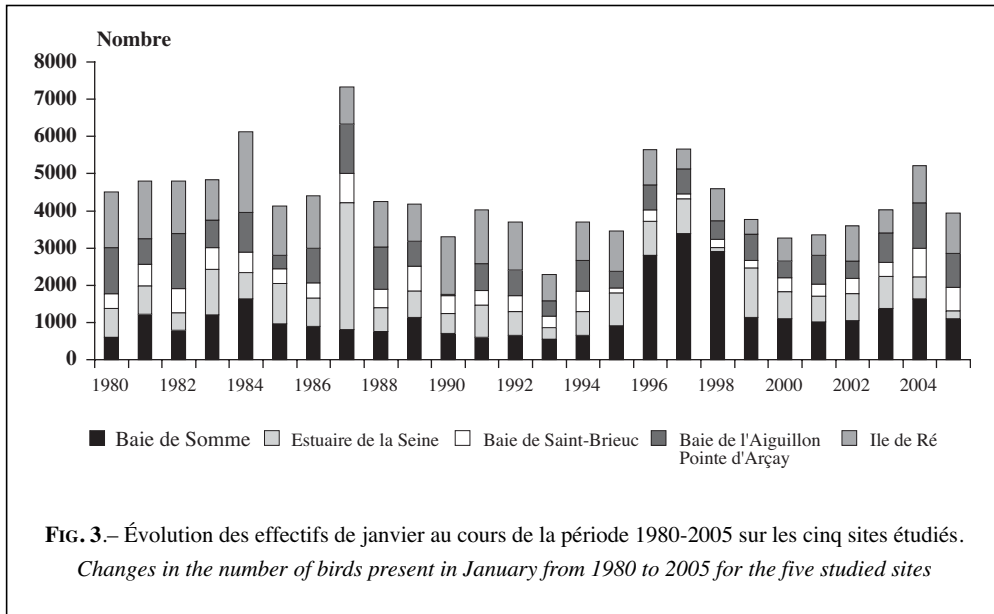 Nombre
8000
7000
6000
5000
4000
3000
2000
1000
0
1980 1982 1984 1986 1988 1990 1992 1994 1996 1998 2000 2002 2004
Baie de Somme Estuaire de la Seine Baie de Saint-Brieuc Baie de l'Aiguillon Ile de Ré
Pointe d'Arçay
FIG. 3.– Évolution des effectifs de janvier au cours de la période 1980-2005 sur les cinq sites étudiés.
Changes in the number of birds present in January from 1980 to 2005 for the five studied sites